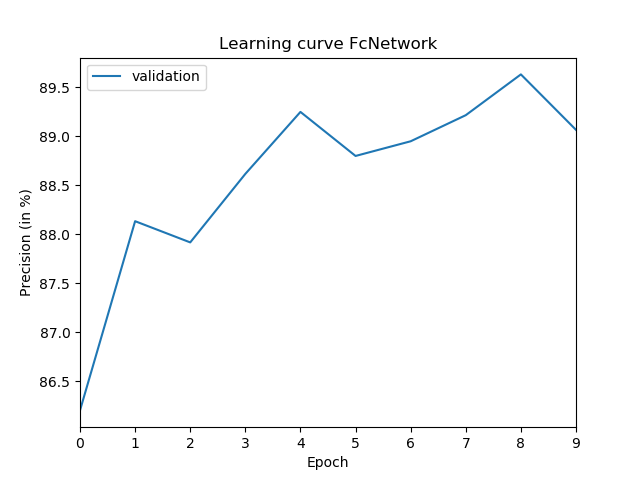 Learning curve FcNetwork
validation
Precision (in %)
89.5
89.0
88.5
88.0
87.5
87.0
86.5
0 1 2 3 4 5 6 7 8 9
Epoch